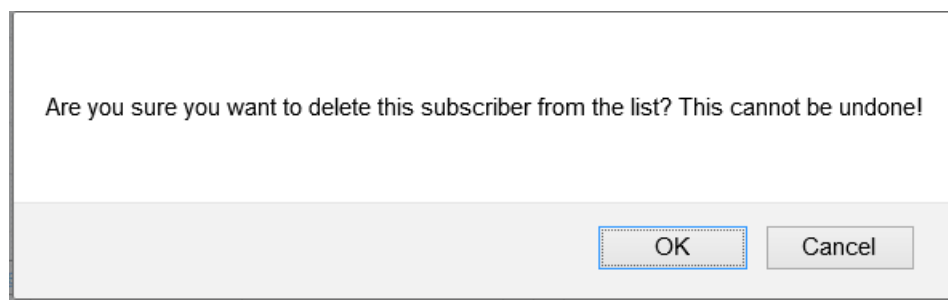 Are you sure you want to delete this subscriber from the list? This cannot be undone!
OK
Cancel